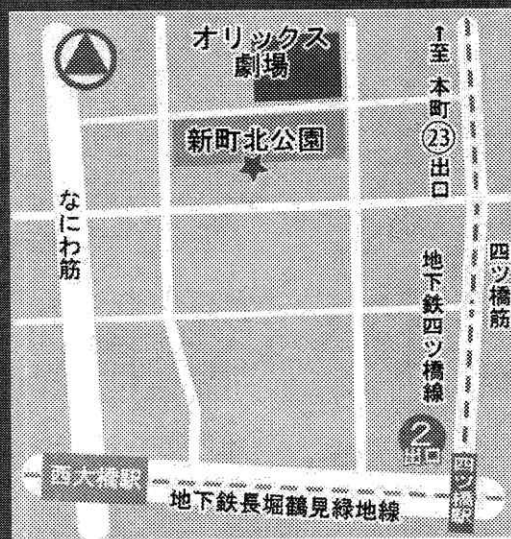 オリックス
劇場
新町北公園
↑至 本町㉓出口
なにわ筋
地下鉄四ツ橋線
四ツ橋筋
2
出口
西大橋駅
四ツ橋駅
地下鉄長堀鶴見緑地線